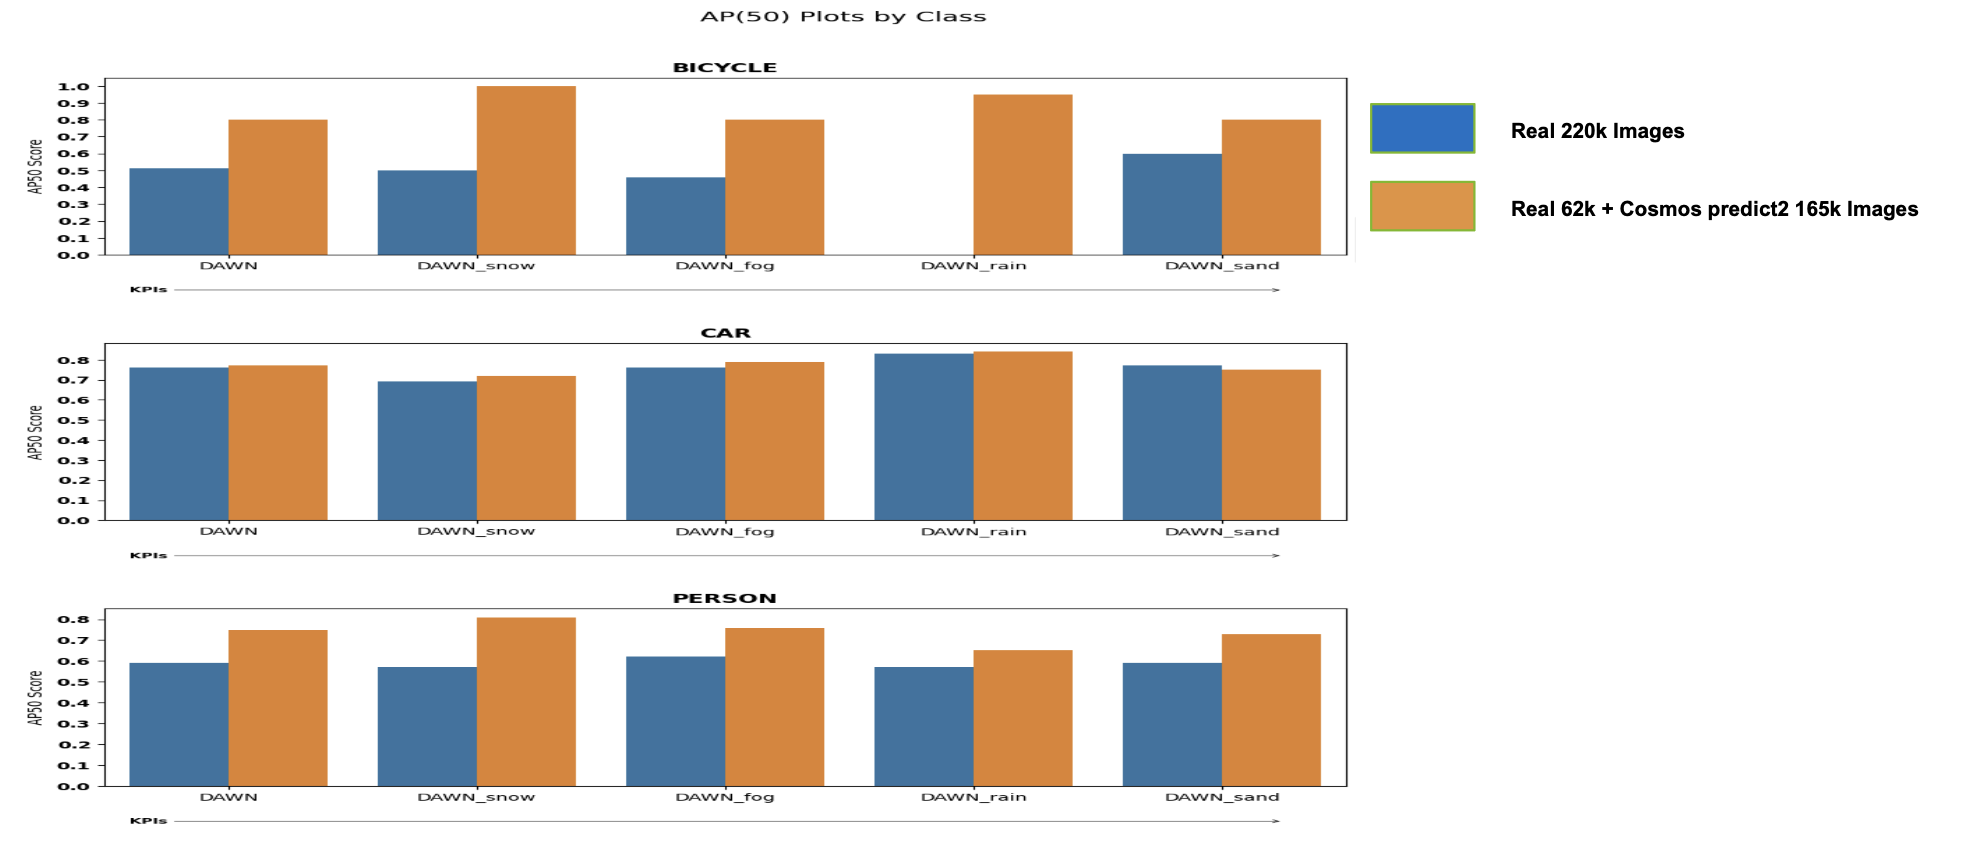 AP(50) Plots by Class
BICYCLE
1.0
0.9
0.8
0.7
0.6
0.5
0.4
0.3
0.2
0.1
0.0
AP50 Score
DAWN DAWN_snow DAWN_fog DAWN_rain DAWN_sand
KPIs
Real 220k Images
Real 62k + Cosmos predict2 165k Images
CAR
0.8
0.7
0.6
0.5
0.4
0.3
0.2
0.1
0.0
AP50 Score
DAWN DAWN_snow DAWN_fog DAWN_rain DAWN_sand
KPIs
PERSON
0.8
0.7
0.6
0.5
0.4
0.3
0.2
0.1
0.0
AP50 Score
DAWN DAWN_snow DAWN_fog DAWN_rain DAWN_sand
KPIs